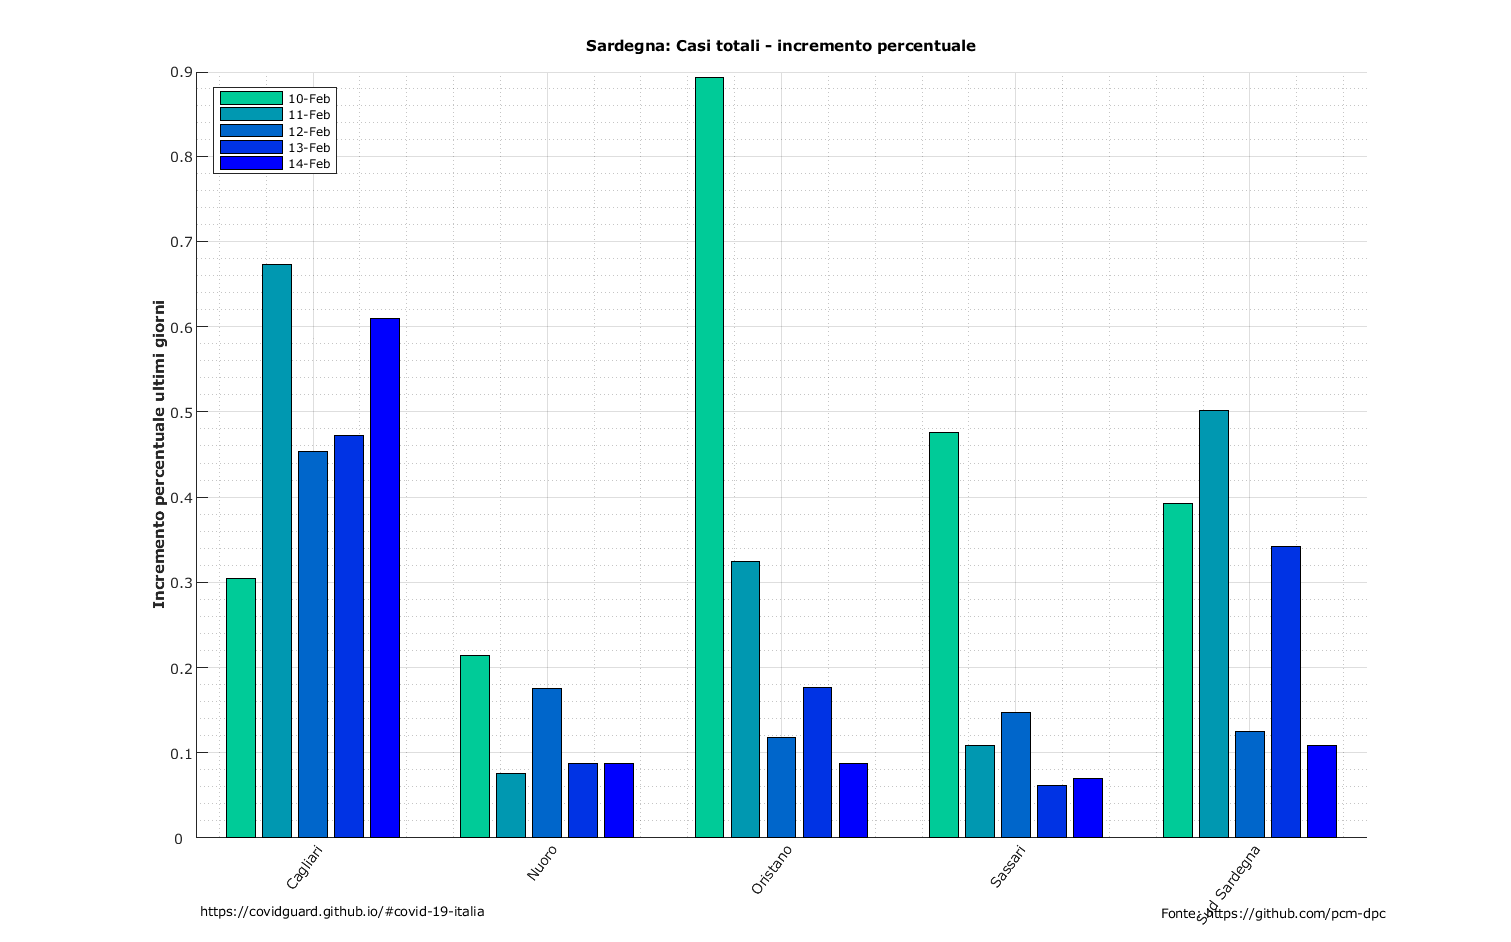 Sardegna: Casi totali - incremento percentuale
Incremento percentuale ultimi giorni
0.9
0.8
0.7
0.6
0.5
0.4
0.3
0.2
0.1
0
10-Feb
11-Feb
12-Feb
13-Feb
14-Feb
Cagliari
Nuoro
Oristano
Sassari
Sud Sardegna
https://covidguard.github.io/#covid-19-italia
Fonte: https://github.com/pcm-dpc